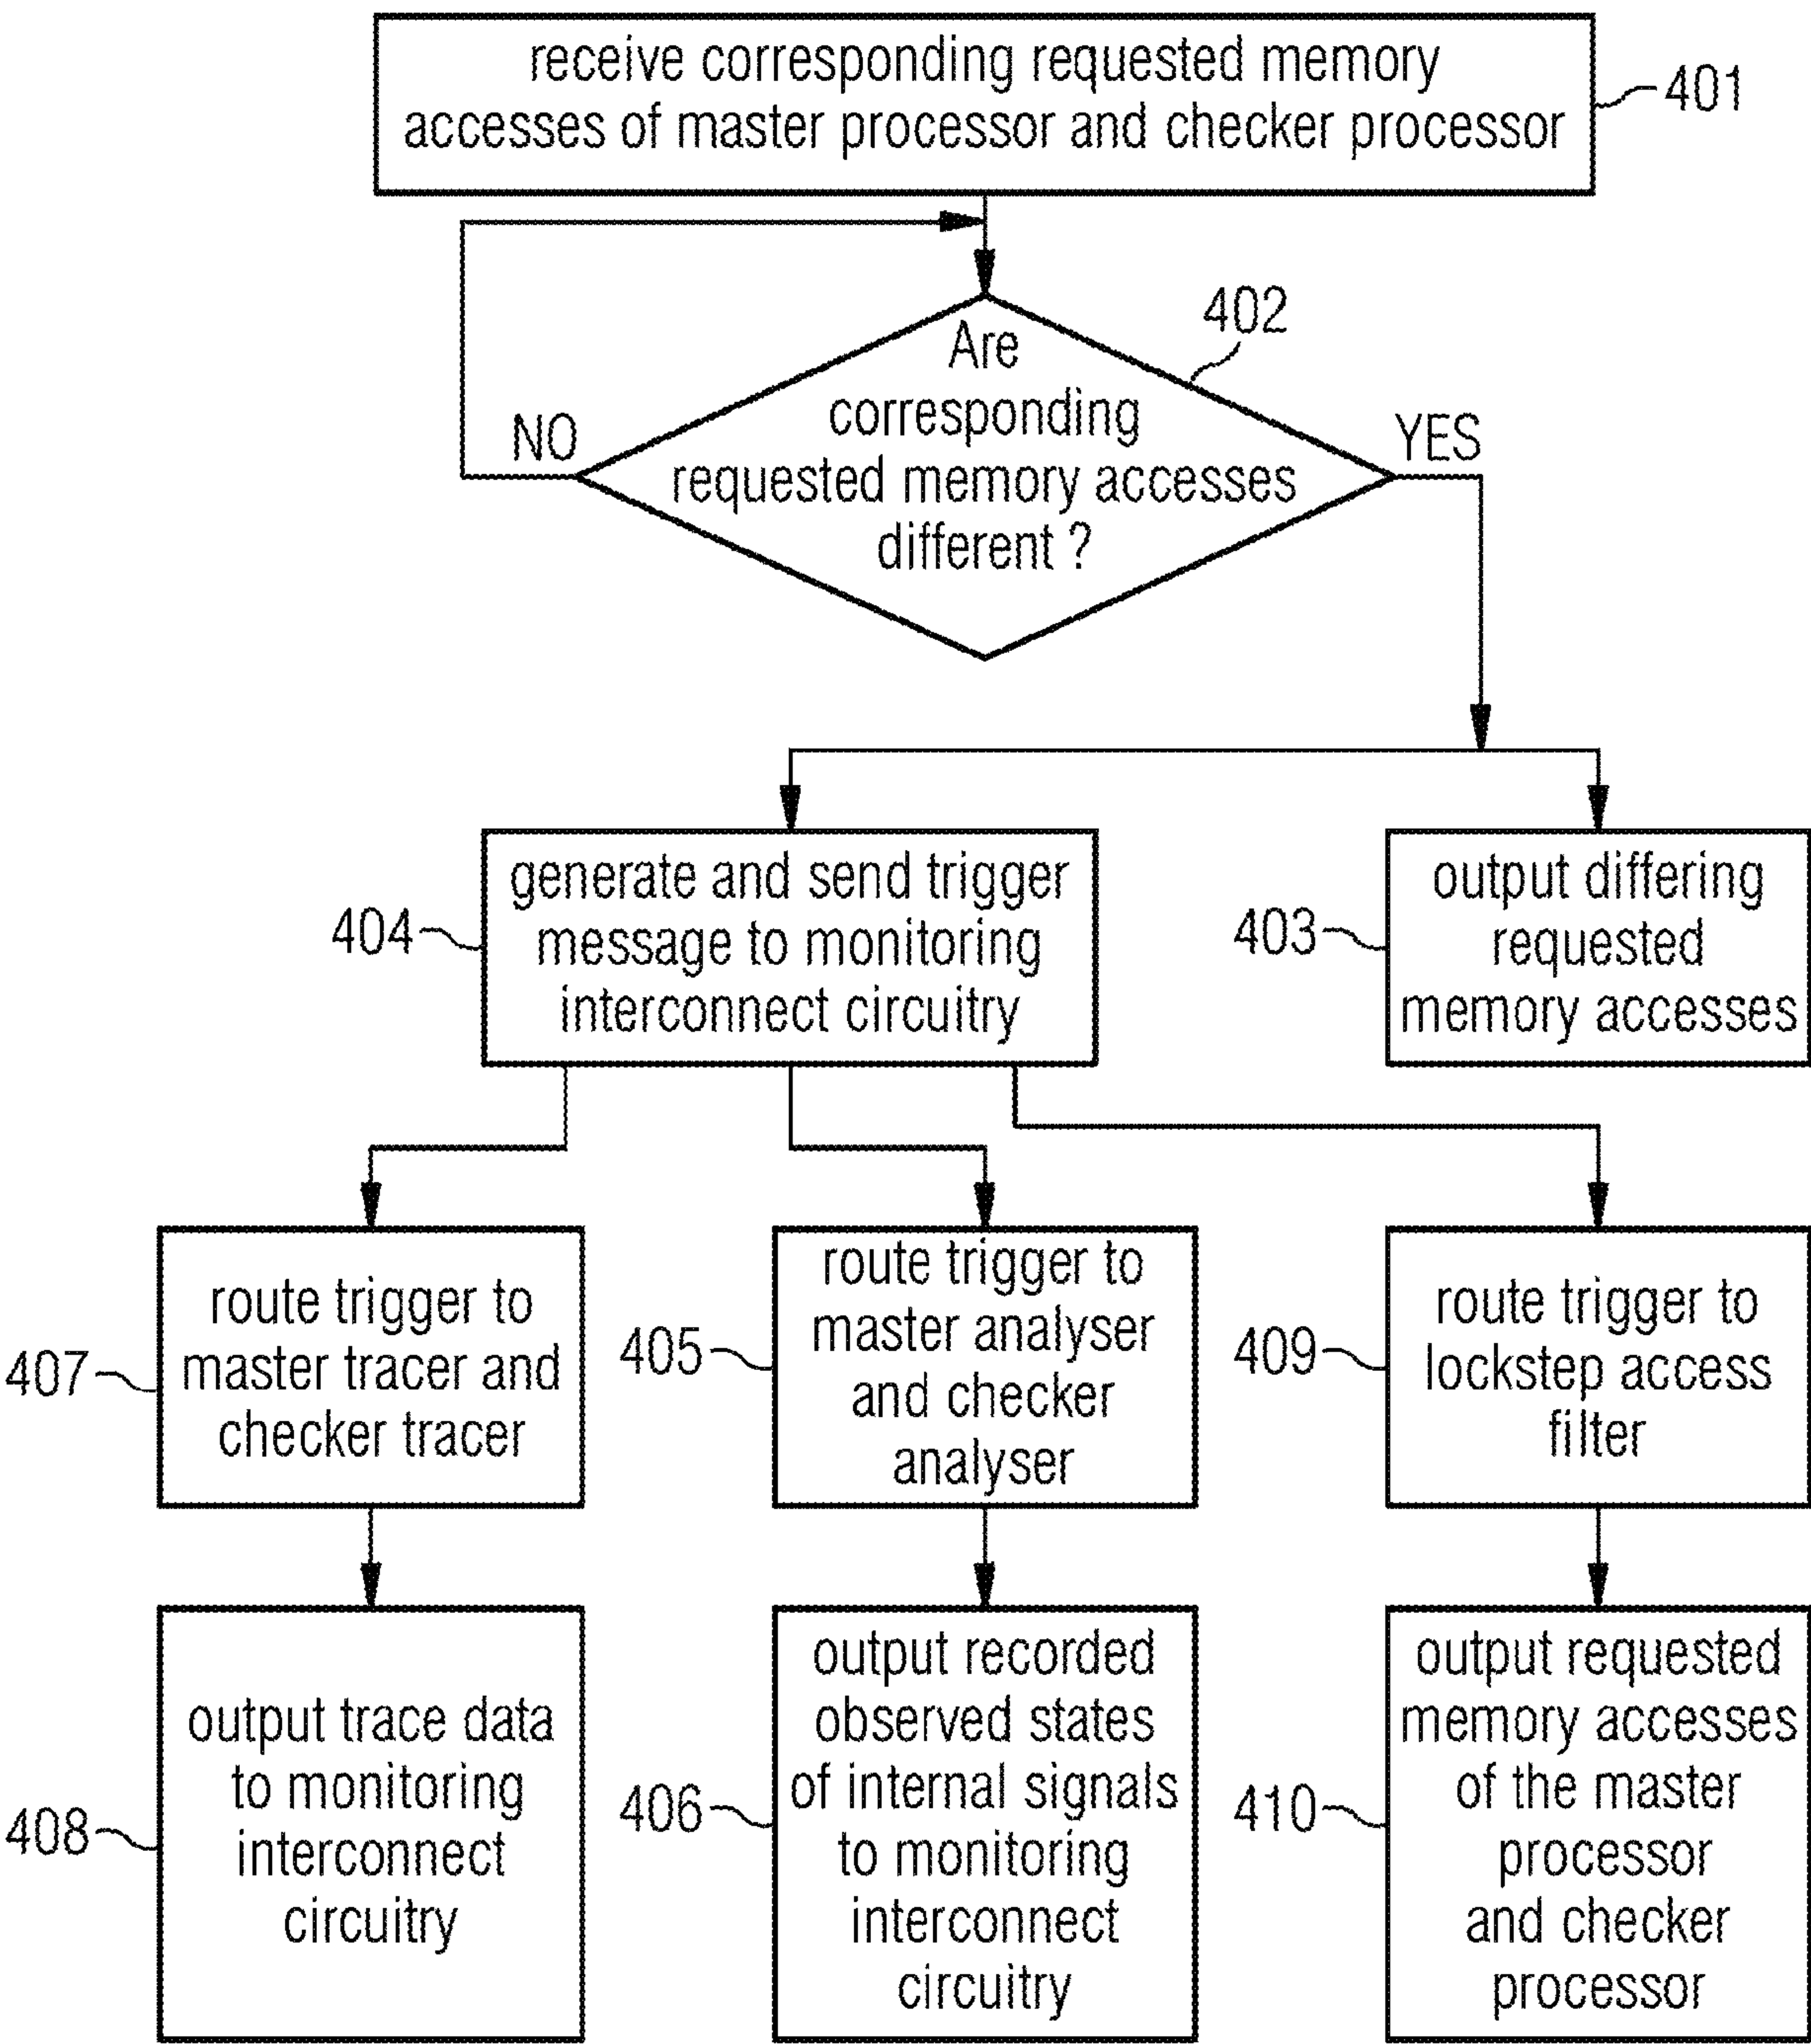 receive corresponding requested memory
accesses of master processor and checker processor
401
402
Are
corresponding
requested memory accesses
different ?
NO
YES
404
generate and send trigger
message to monitoring
interconnect circuitry
403
output differing
requested
memory accesses
407
route trigger to
master tracer and
checker tracer
405
route trigger to
master analyser
and checker
analyser
409
route trigger to
lockstep access
filter
408
output trace data
to monitoring
interconnect
circuitry
406
output recorded
observed states
of internal signals
to monitoring
interconnect
circuitry
410
output requested
memory accesses
of the master
processor
and checker
processor